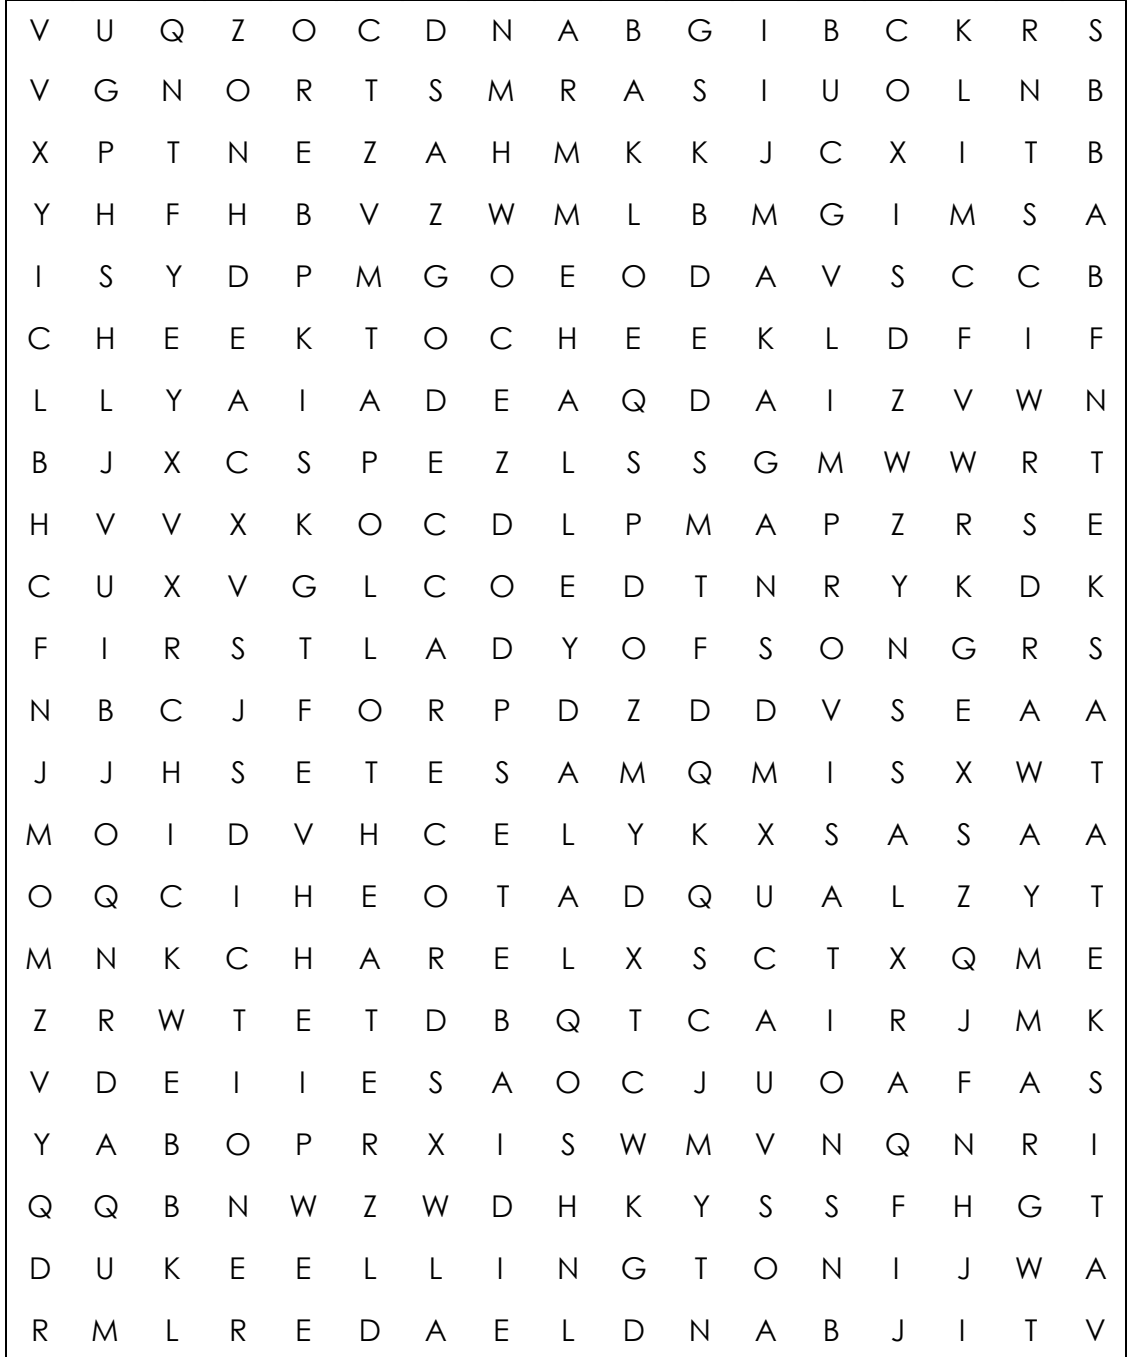 V U Q Z O C D N A B G I B C K R S
V G N O R T S M R A S I U O L N B
X P T N E Z A H M K K J C X I T B
Y H F H B V Z W M L B M G I M S A
I S Y D P M G O E O D A V S C C B
C H E E K T O C H E E K L D F I F
L L Y A I A D E A Q D A I Z V W N
B J X C S P E Z L S S G M W W R T
H V V X K O C D L P M A P Z R S E
C U X V G L C O E D T N R Y K D K
F I R S T L A D Y O F S O N G R S
N B C J F O R P D Z D D V S E A A
J J H S E T E S A M Q M I S X W T
M O I D V H C E L Y K X S A S A A
O Q C I H E O T A D Q U A L Z Y T
M N K C H A R E L X S C T X Q M E
Z R W T E T D B Q T C A I R J M K
V D E I I E S A O C J U O A F A S
Y A B O P R X I S W M V N Q N R I
Q Q B N W Z W D H K Y S S F H G T
D U K E E L L I N G T O N I J W A
R M L R E D A E L D N A B J I T V